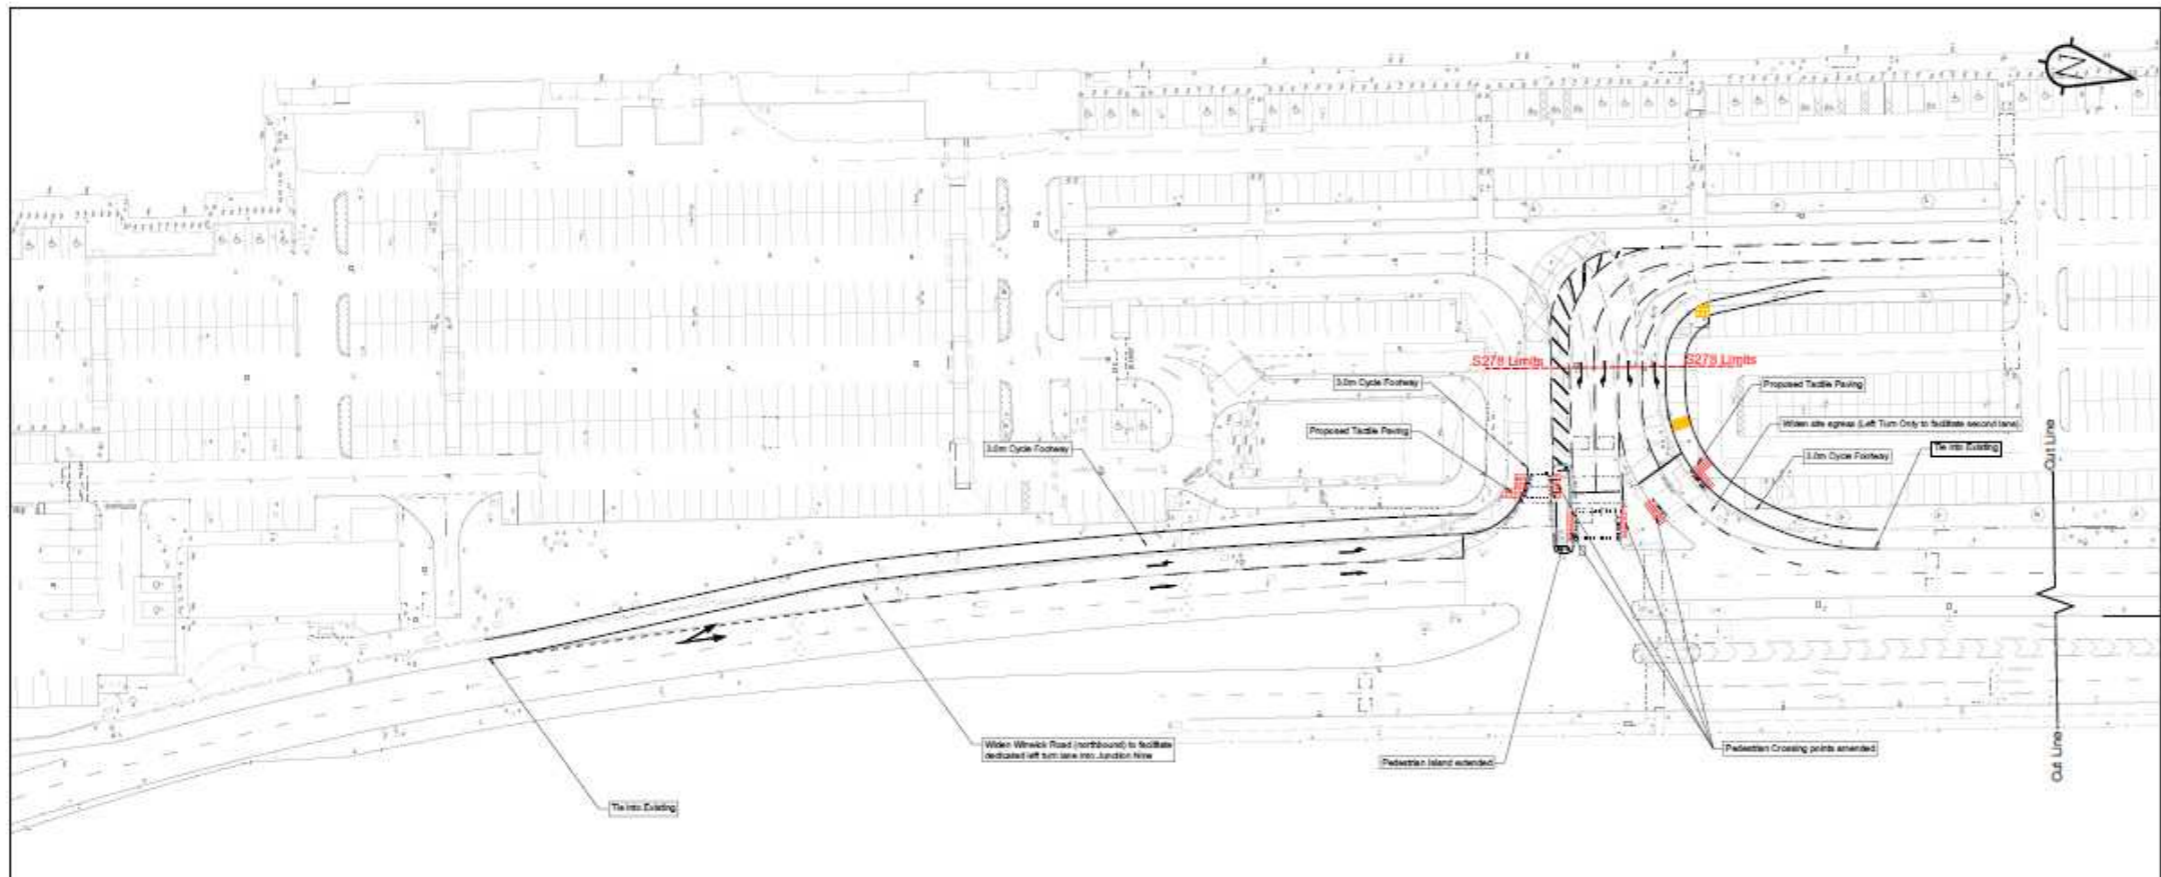 N
S278 Limits
S278 Limits
3.0m Cycle Footway
Proposed Tactile Paving
Proposed Tactile Paving
Widen site egress (Left Turn Only to facilitate second lane)
3.0m Cycle Footway
Tie into Existing
3.0m Cycle Footway
Cut Line
Widen Winwick Road (northbound) to facilitate
dedicated left turn lane into Junction Nine
Pedestrian Island extended
Pedestrian Crossing points amended
Cut Line
Tie into Existing